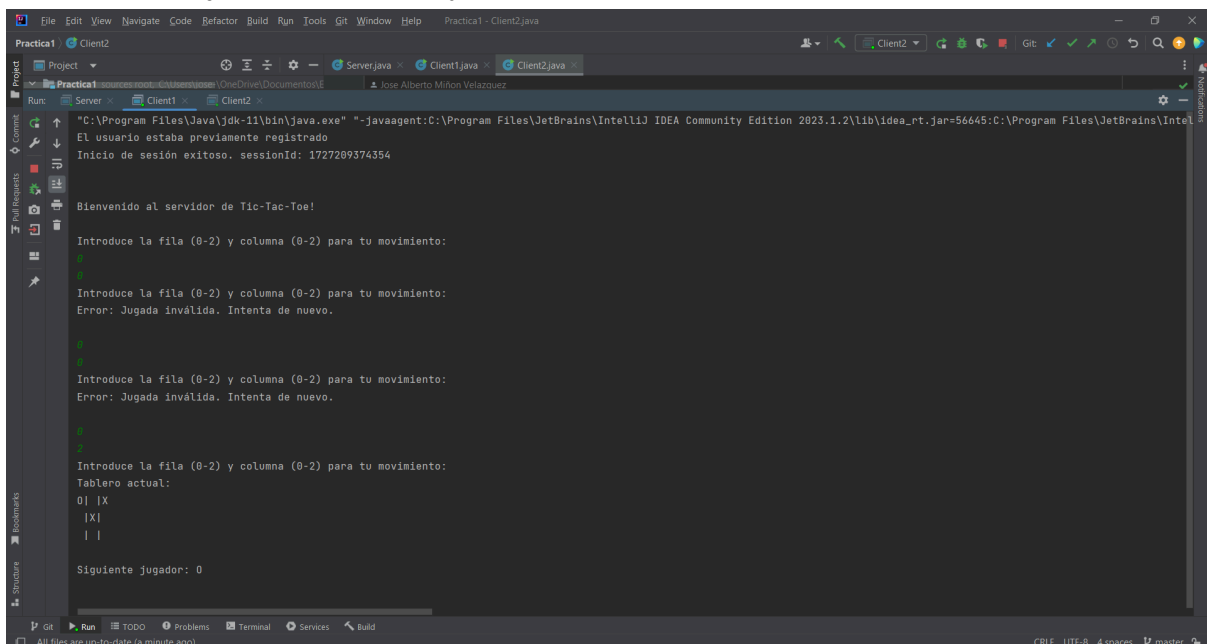 File Edit View Navigate Code Refactor Build Run Tools Git Window Help Practica1 - Client2.java
Practica1 Client2 Client2 Git:
Project Server.java Client1.java Client2.java
Practica1 sources root, C:\Users\jose\OneDrive\Documentos\E Jose Alberto Miñon Velazquez
Run: Server Client1 Client2
"C:\Program Files\Java\jdk-11\bin\java.exe" "-javaagent:C:\Program Files\JetBrains\IntelliJ IDEA Community Edition 2023.1.2\lib\idea_rt.jar=56645:C:\Program Files\JetBrains\Intel
El usuario estaba previamente registrado
Inicio de sesión exitoso. sessionId: 1727209374354
Bienvenido al servidor de Tic-Tac-Toe!
Introduce la fila (0-2) y columna (0-2) para tu movimiento:
0
0
Introduce la fila (0-2) y columna (0-2) para tu movimiento:
Error: Jugada inválida. Intenta de nuevo.
0
0
Introduce la fila (0-2) y columna (0-2) para tu movimiento:
Error: Jugada inválida. Intenta de nuevo.
0
2
Introduce la fila (0-2) y columna (0-2) para tu movimiento:
Tablero actual:
O| |X
 |X|
 | |
Siguiente jugador: O
Project
Commit
Pull Requests
Bookmarks
Structure
Notifications
Git Run TODO Problems Terminal Services Build
All files are up-to-date (a minute ago) CRLF UTF-8 4 spaces master